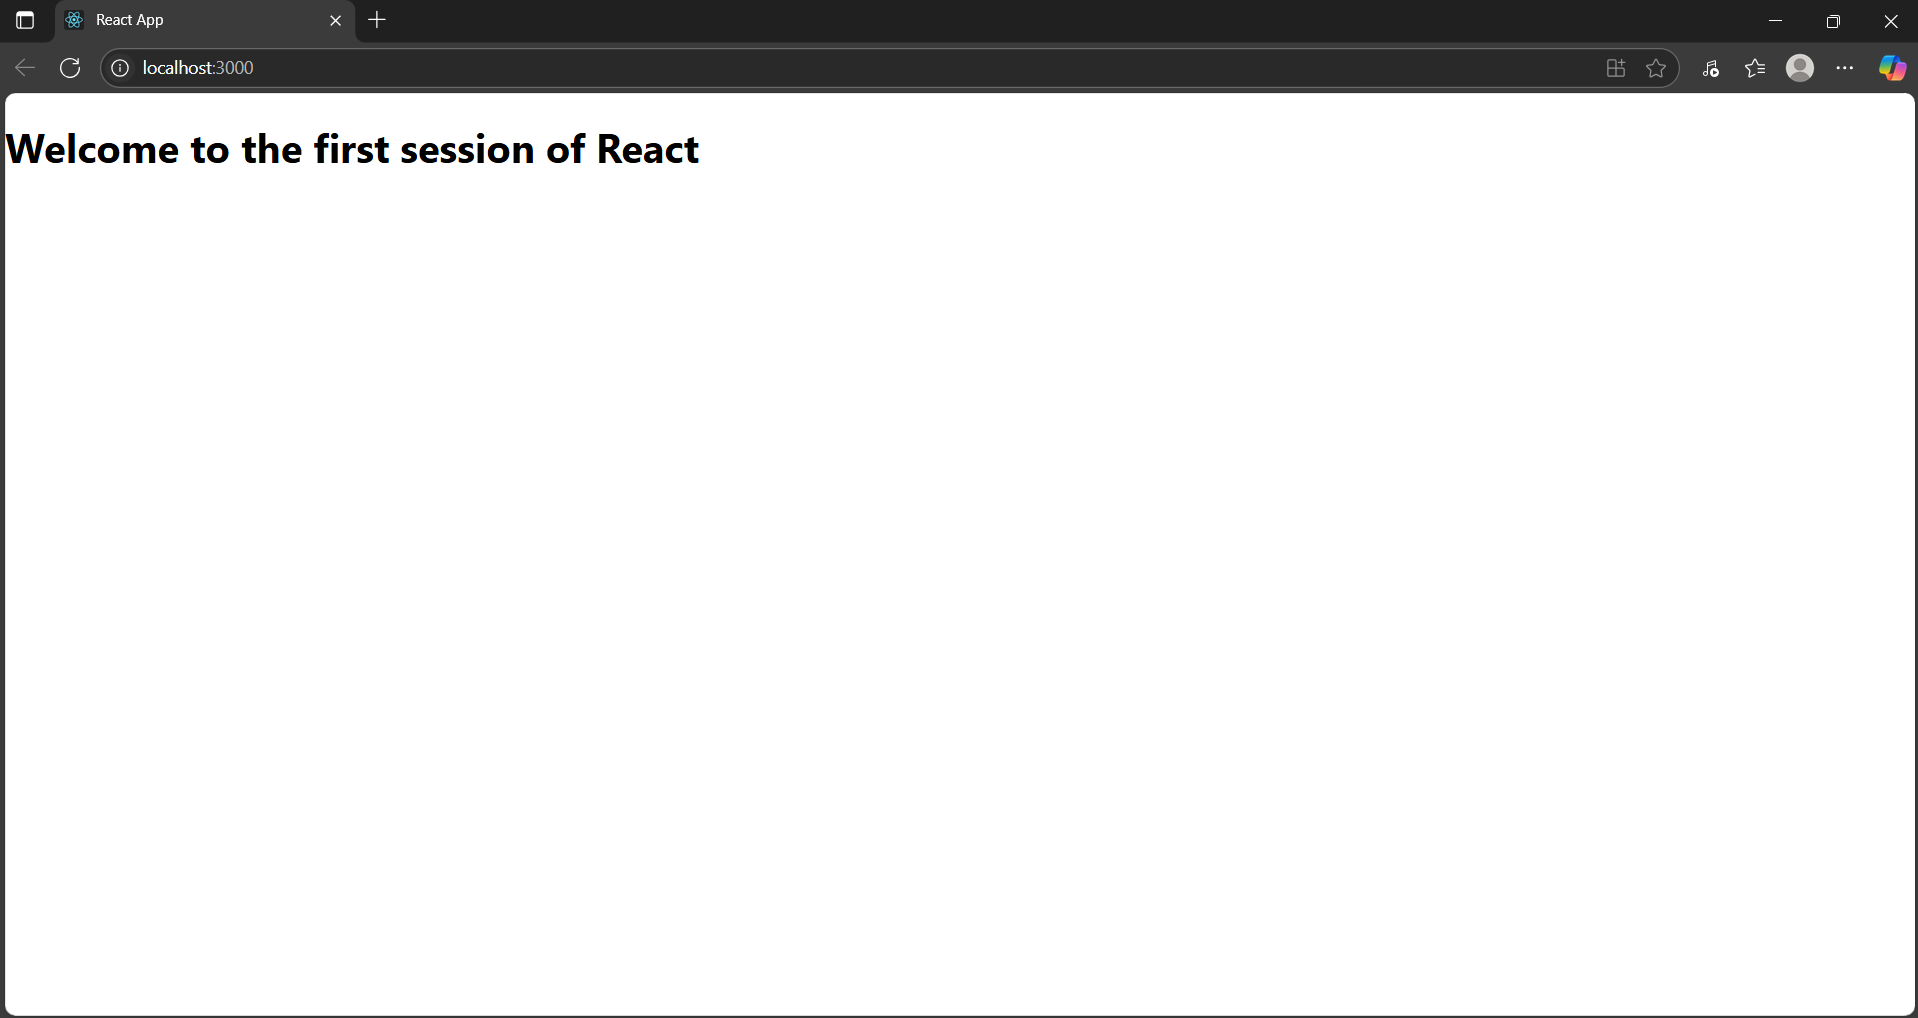 React App
localhost:3000
Welcome to the first session of React